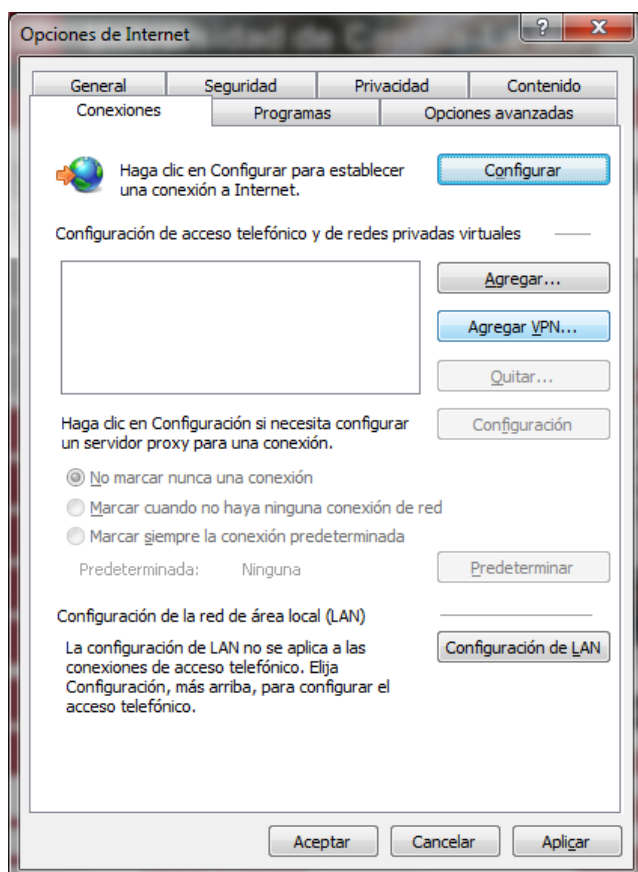 Opciones de Internet
General
Seguridad
Privacidad
Contenido
Conexiones
Programas
Opciones avanzadas
Haga clic en Configurar para establecer
una conexión a Internet.
Configurar
Configuración de acceso telefónico y de redes privadas virtuales
Agregar...
Agregar VPN...
Quitar...
Haga clic en Configuración si necesita configurar
un servidor proxy para una conexión.
Configuración
No marcar nunca una conexión
Marcar cuando no haya ninguna conexión de red
Marcar siempre la conexión predeterminada
Predeterminada: Ninguna
Predeterminar
Configuración de la red de área local (LAN)
La configuración de LAN no se aplica a las
conexiones de acceso telefónico. Elija
Configuración, más arriba, para configurar el
acceso telefónico.
Configuración de LAN
Aceptar
Cancelar
Aplicar